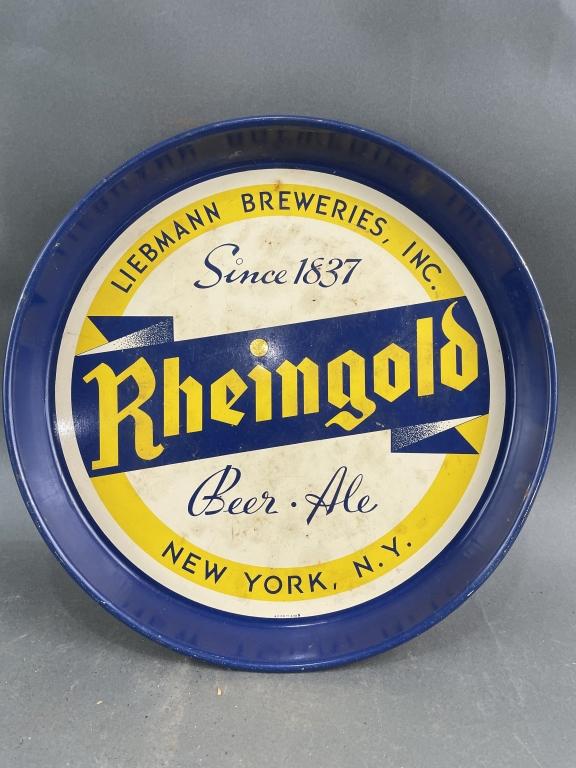 LIEBMANN BREWERIES, INC.
Since 1837
Rheingold
Beer · Ale
NEW YORK, N.Y.